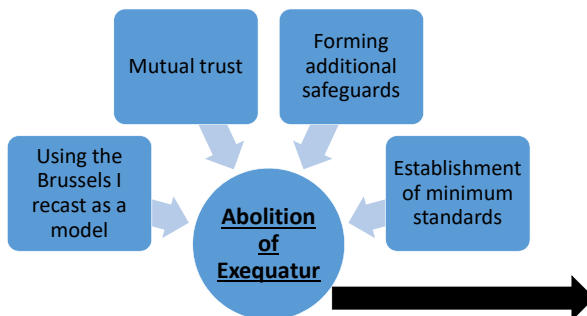 Mutual trust
Forming
additional
safeguards
Using the
Brussels I
recast as a
model
Establishment
of minimum
standards
Abolition
of
Exequatur